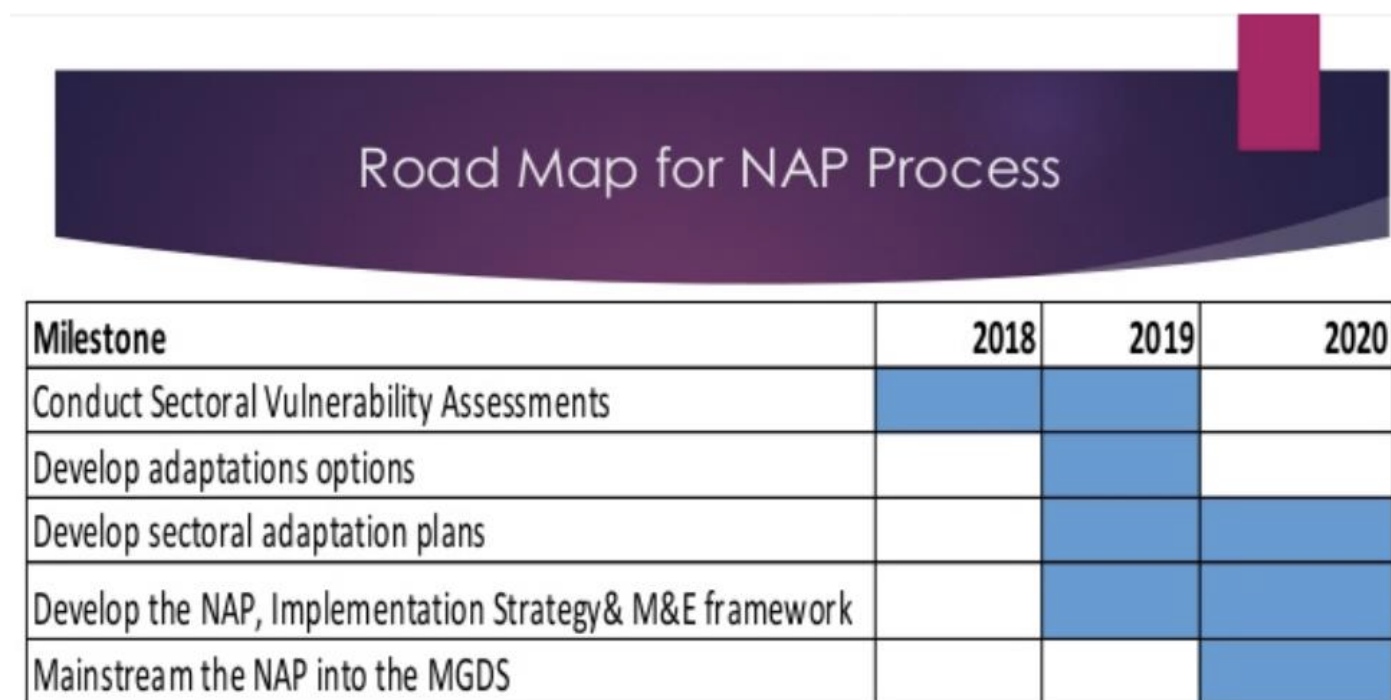 Road Map for NAP Process
Milestone 2018 2019 2020
Conduct Sectoral Vulnerability Assessments
Develop adaptations options
Develop sectoral adaptation plans
Develop the NAP, Implementation Strategy& M&E framework
Mainstream the NAP into the MGDS